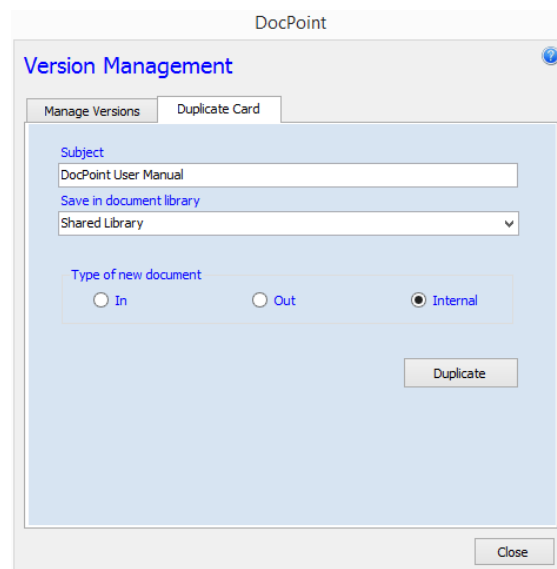 DocPoint
Version Management
?
Manage Versions
Duplicate Card
Subject
DocPoint User Manual
Save in document library
Shared Library
Type of new document
In Out Internal
Duplicate
Close